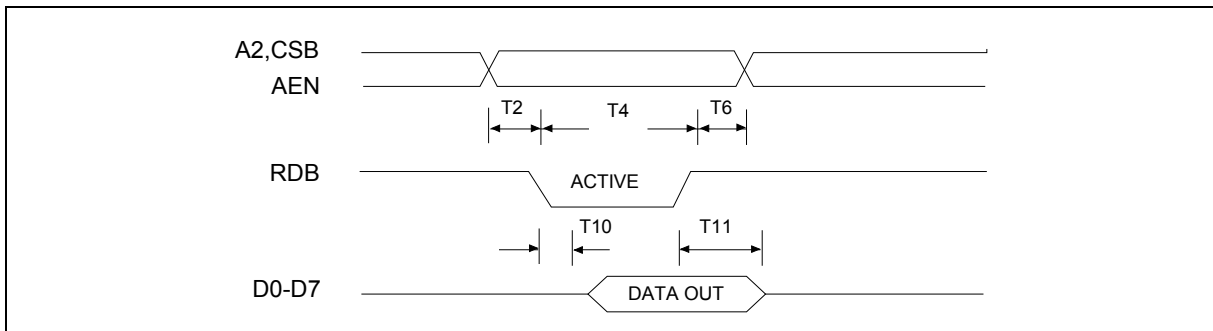 A2,CSB
AEN
T2
T4
T6
RDB
ACTIVE
T10
T11
D0-D7
DATA OUT